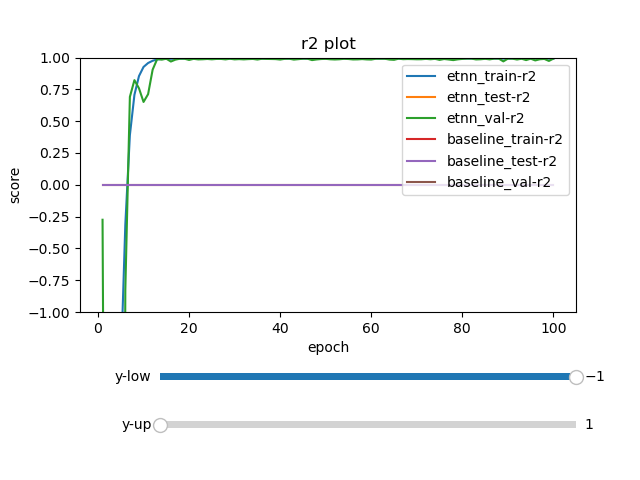 r2 plot
1.00
0.75
0.50
0.25
0.00
−0.25
−0.50
−0.75
−1.00
score
etnn_train-r2
etnn_test-r2
etnn_val-r2
baseline_train-r2
baseline_test-r2
baseline_val-r2
0 20 40 60 80 100
epoch
y-low −1
y-up 1